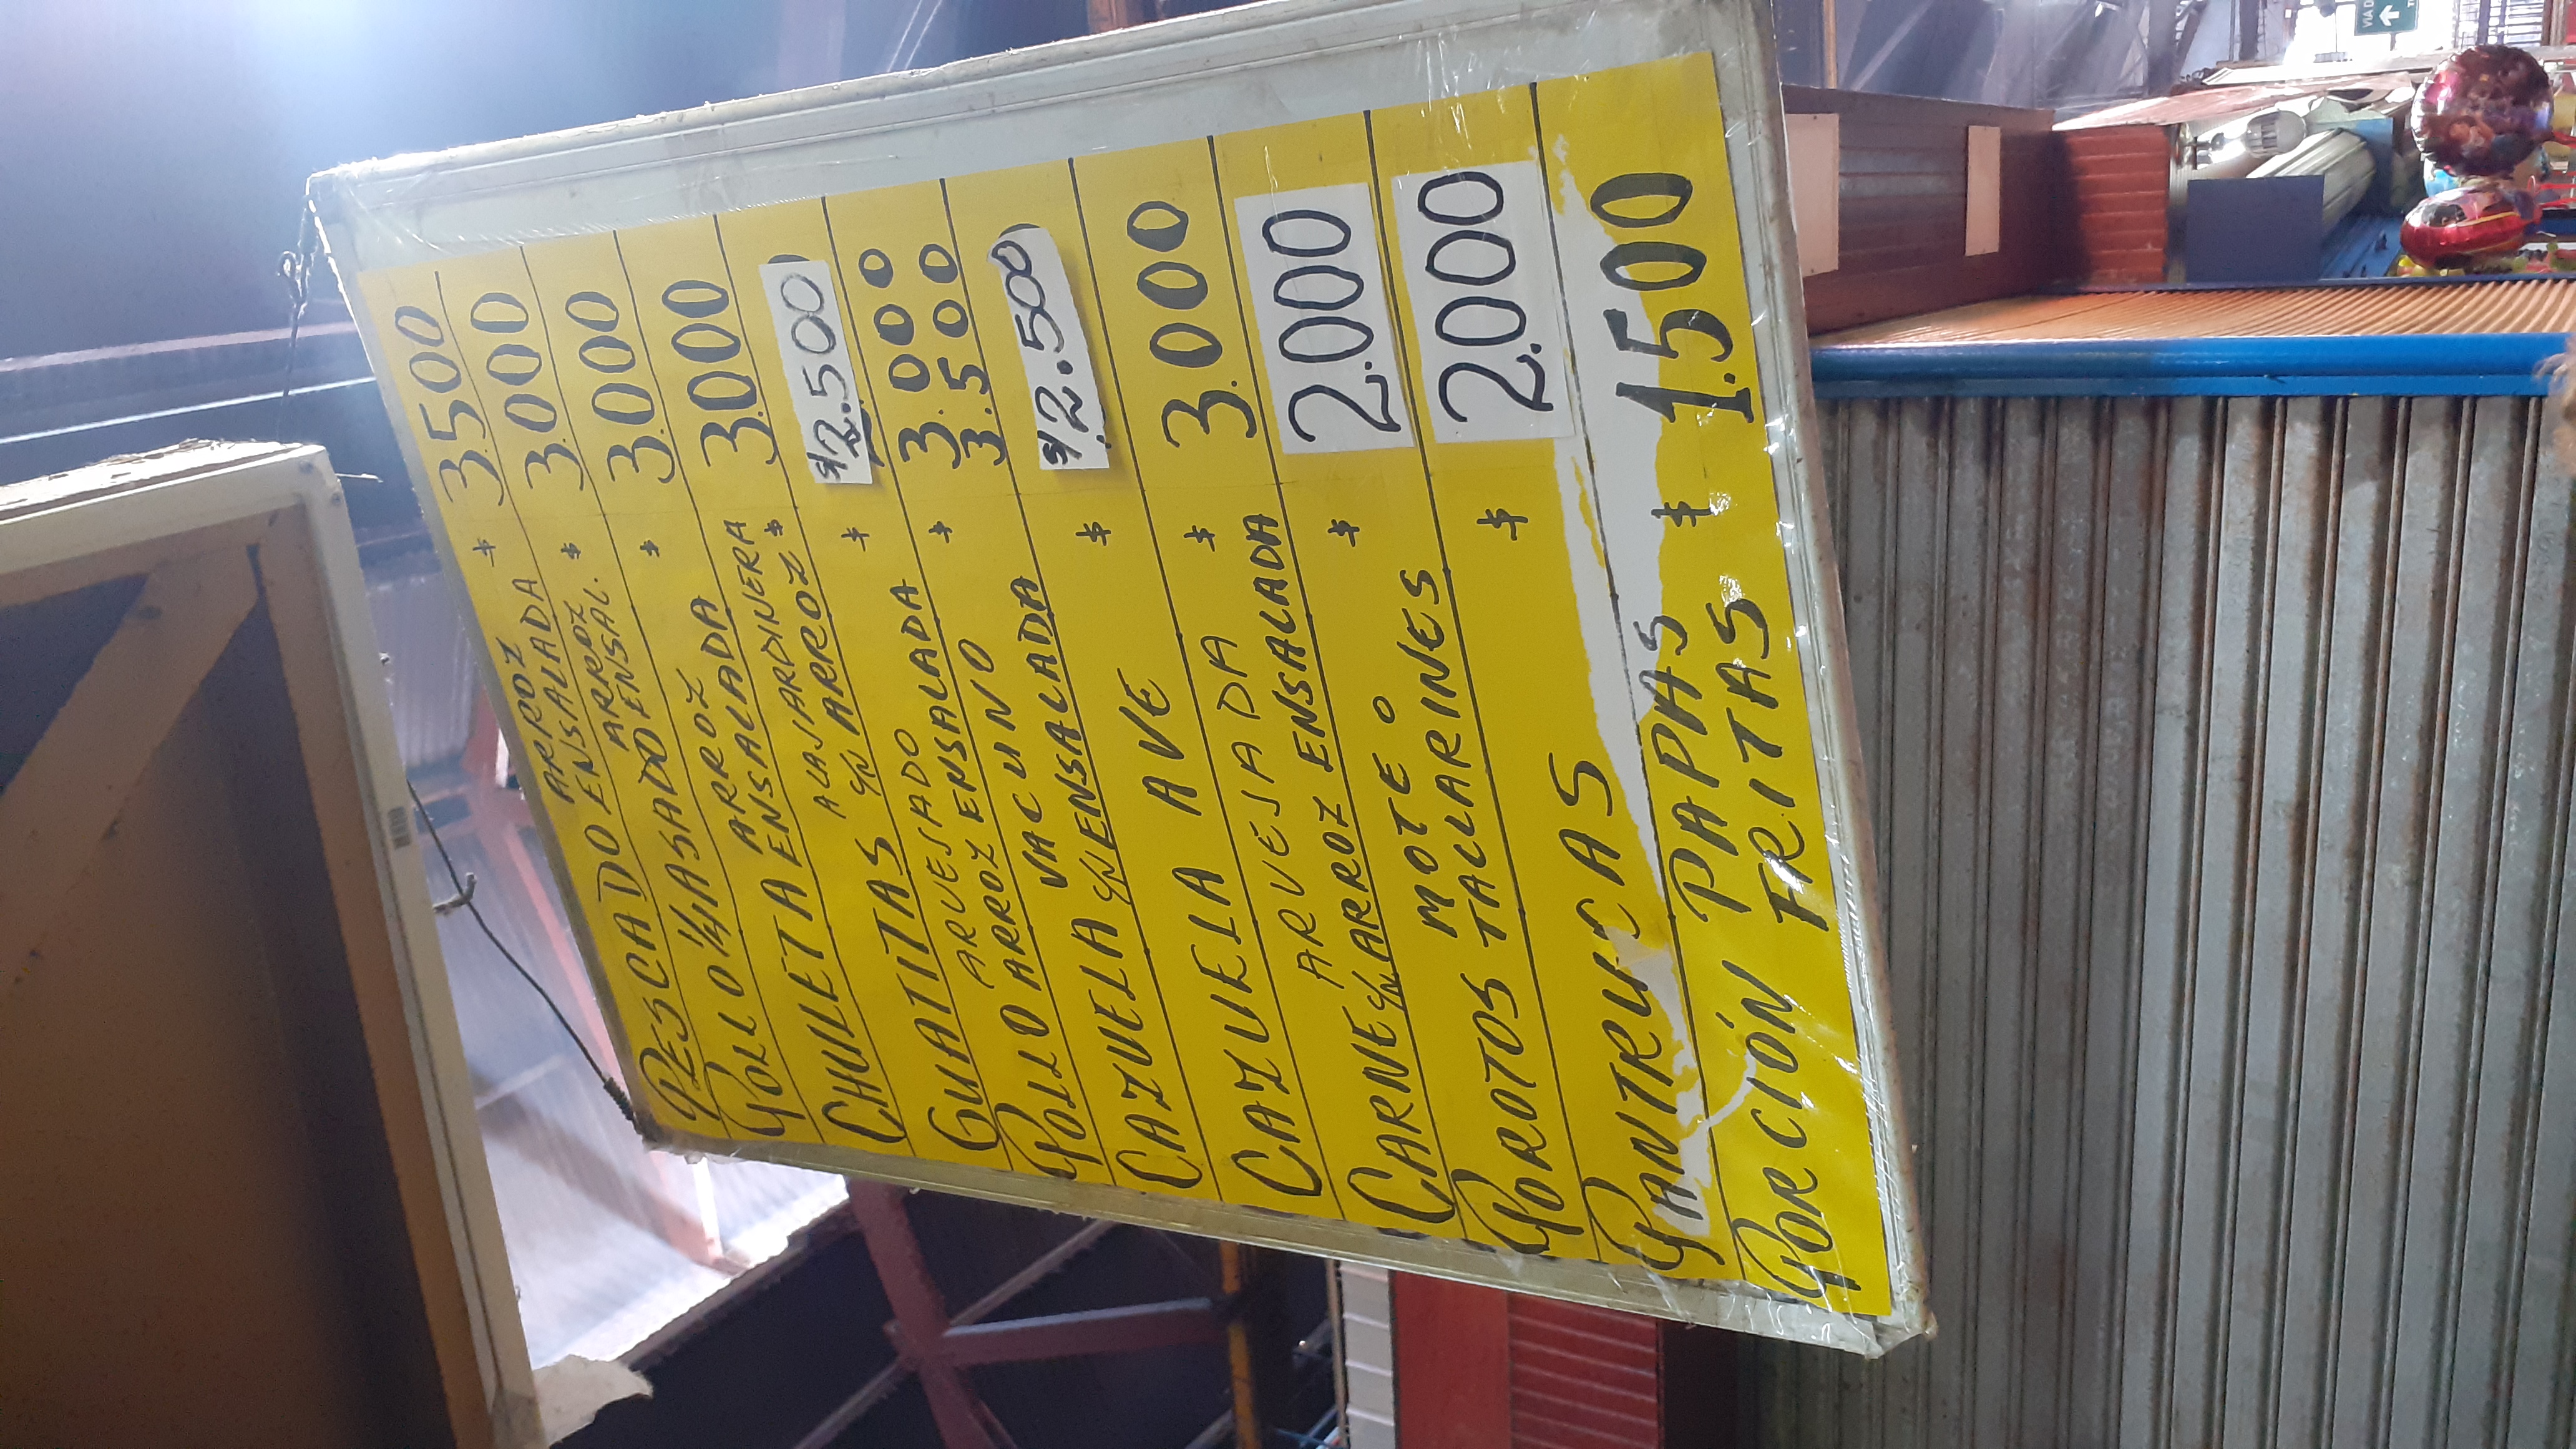 ARROZ
PESCADO ENSALADA $ 3.500
ARROZ
POLLO 1/4 ASADO ENSAL. $ 3.000
ARROZ
CHULETA ENSALADA $ 3.000
A LA JARDINERA
GUATITAS C/N ARROZ $ 3.000
ARVEJADO
POLLO ARROZ ENSALADA $ S/2.500
VACUNO $ 3.000
CAZUELA C/N ENSALADA 3.500
CAZUELA AVE $ S/2.500
ARVEJADA
CARNE C/N ARROZ ENSALADA $ 3.000
MOTE O
POROTOS TALLARINES $ 2.000
PANTRUCAS $ 2.000
PAPAS
PORCIÓN FRITAS $ 1.500